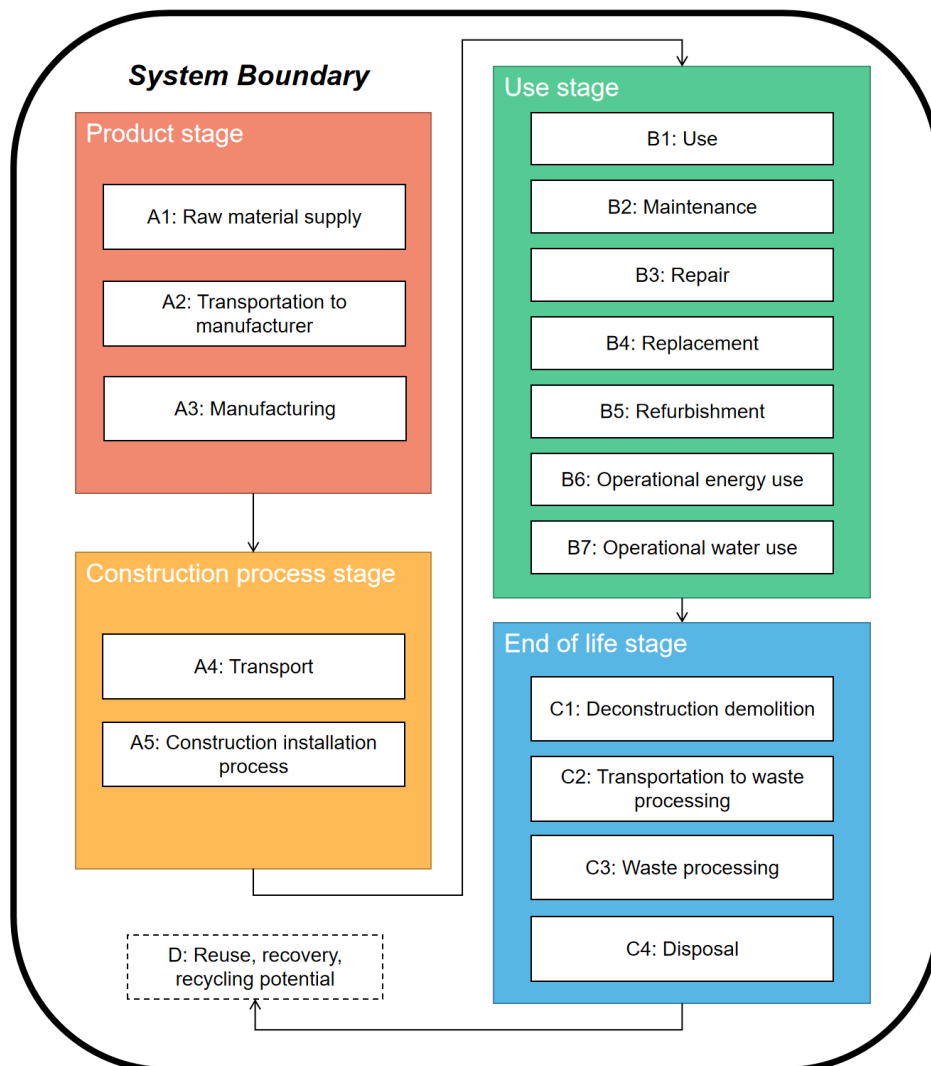 System Boundary
Product stage
A1: Raw material supply
A2: Transportation to
manufacturer
A3: Manufacturing
Construction process stage
A4: Transport
A5: Construction installation
process
D: Reuse, recovery,
recycling potential
Use stage
B1: Use
B2: Maintenance
B3: Repair
B4: Replacement
B5: Refurbishment
B6: Operational energy use
B7: Operational water use
End of life stage
C1: Deconstruction demolition
C2: Transportation to waste
processing
C3: Waste processing
C4: Disposal